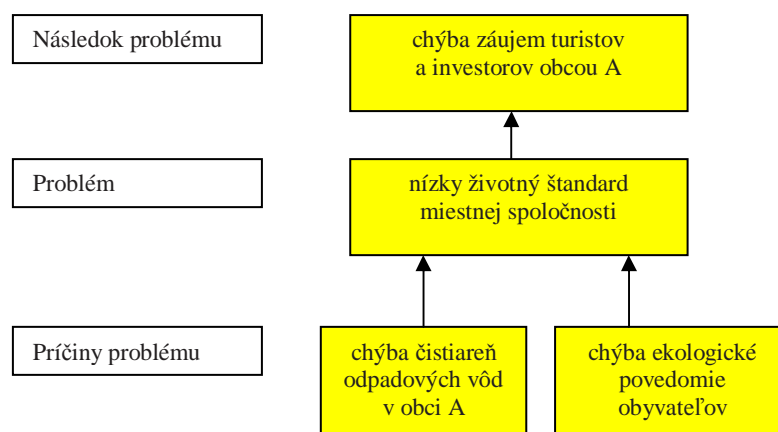 Následok problému
chýba záujem turistov
a investorov obcou A
Problém
nízky životný štandard
miestnej spoločnosti
Príčiny problému
chýba čistiareň
odpadových vôd
v obci A
chýba ekologické
povedomie
obyvateľov